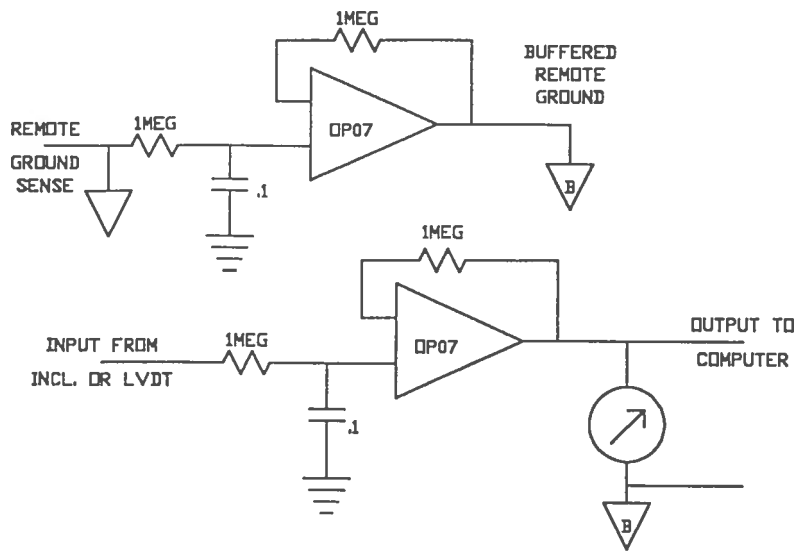 1MEG
BUFFERED
REMOTE
GROUND
OP07
REMOTE
GROUND
SENSE
1MEG
.1
B
1MEG
INPUT FROM
INCL. OR LVDT
1MEG
OP07
.1
OUTPUT TO
COMPUTER
B